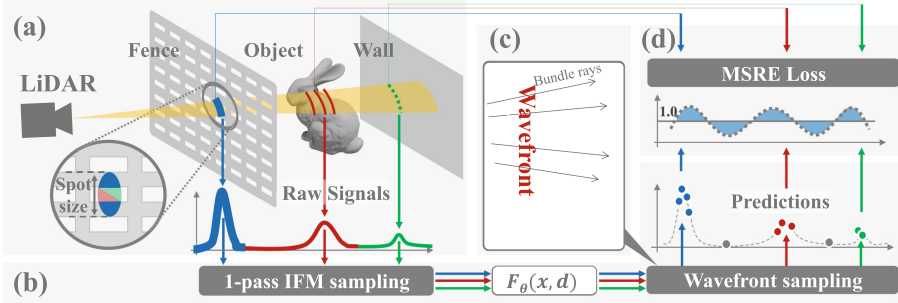 (a)
Fence
Object
Wall
LiDAR
Spot
size
Raw Signals
(b)
1-pass IFM sampling
F_θ(x, d)
(c)
Bundle rays
Wavefront
(d)
MSRE Loss
1.0
Predictions
Wavefront sampling